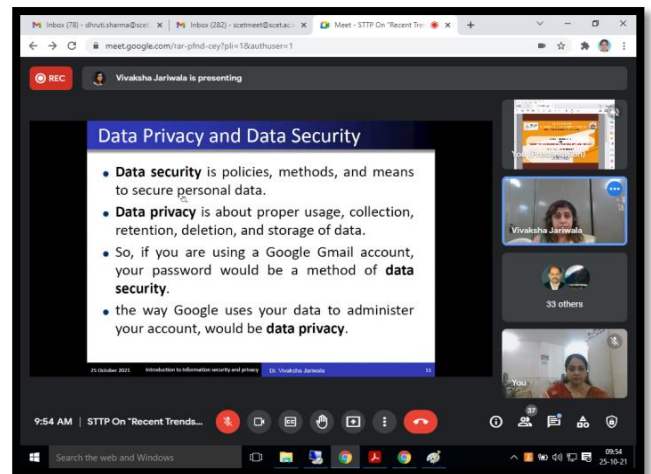 Inbox (78) - dhruti.sharma@scet
Inbox (282) - scetmeet@scet.ac.
Meet - STTP On "Recent Tre
meet.google.com/rar-pfnd-cey?pli=1&authuser=1
REC
Vivaksha Jariwala is presenting
Data Privacy and Data Security
• Data security is policies, methods, and means
to secure personal data.
• Data privacy is about proper usage, collection,
retention, deletion, and storage of data.
• So, if you are using a Google Gmail account,
your password would be a method of data
security.
• the way Google uses your data to administer
your account, would be data privacy.
25 October 2021 Introduction to information security and privacy Dr. Vivaksha Jariwala 11
You
Vivaksha Jariwala
33 others
You
9:54 AM | STTP On "Recent Trends...
37
Search the web and Windows
09:54
25-10-21